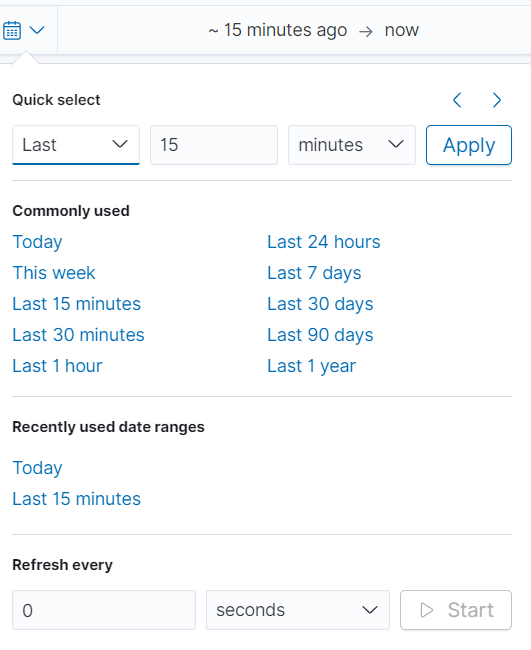 ~ 15 minutes ago → now
Quick select
Last 15 minutes Apply
Commonly used
Today Last 24 hours
This week Last 7 days
Last 15 minutes Last 30 days
Last 30 minutes Last 90 days
Last 1 hour Last 1 year
Recently used date ranges
Today
Last 15 minutes
Refresh every
0 seconds Start